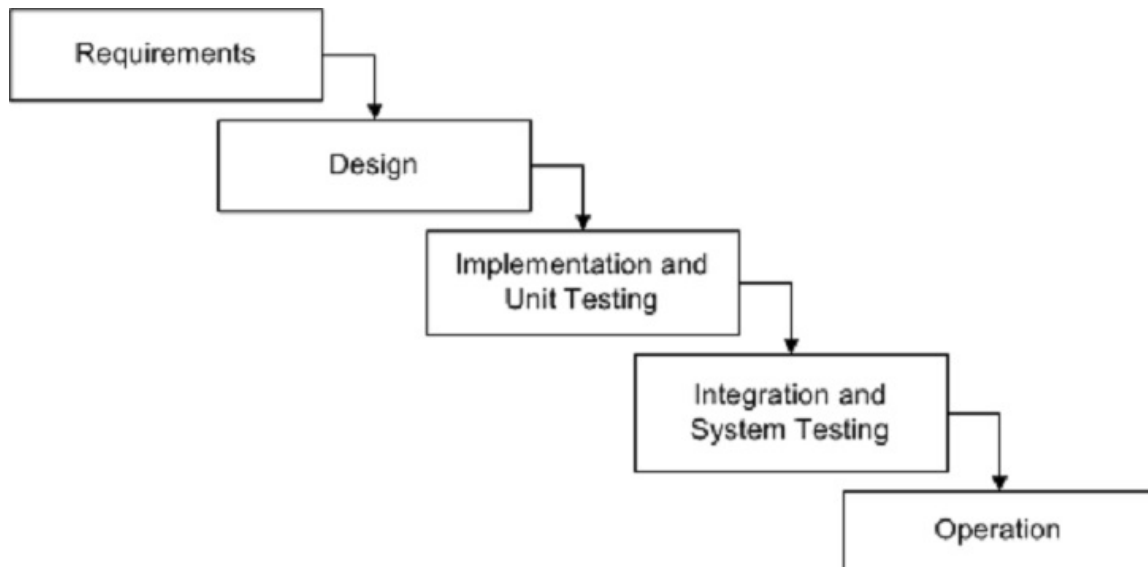 Requirements
Design
Implementation and
Unit Testing
Integration and
System Testing
Operation